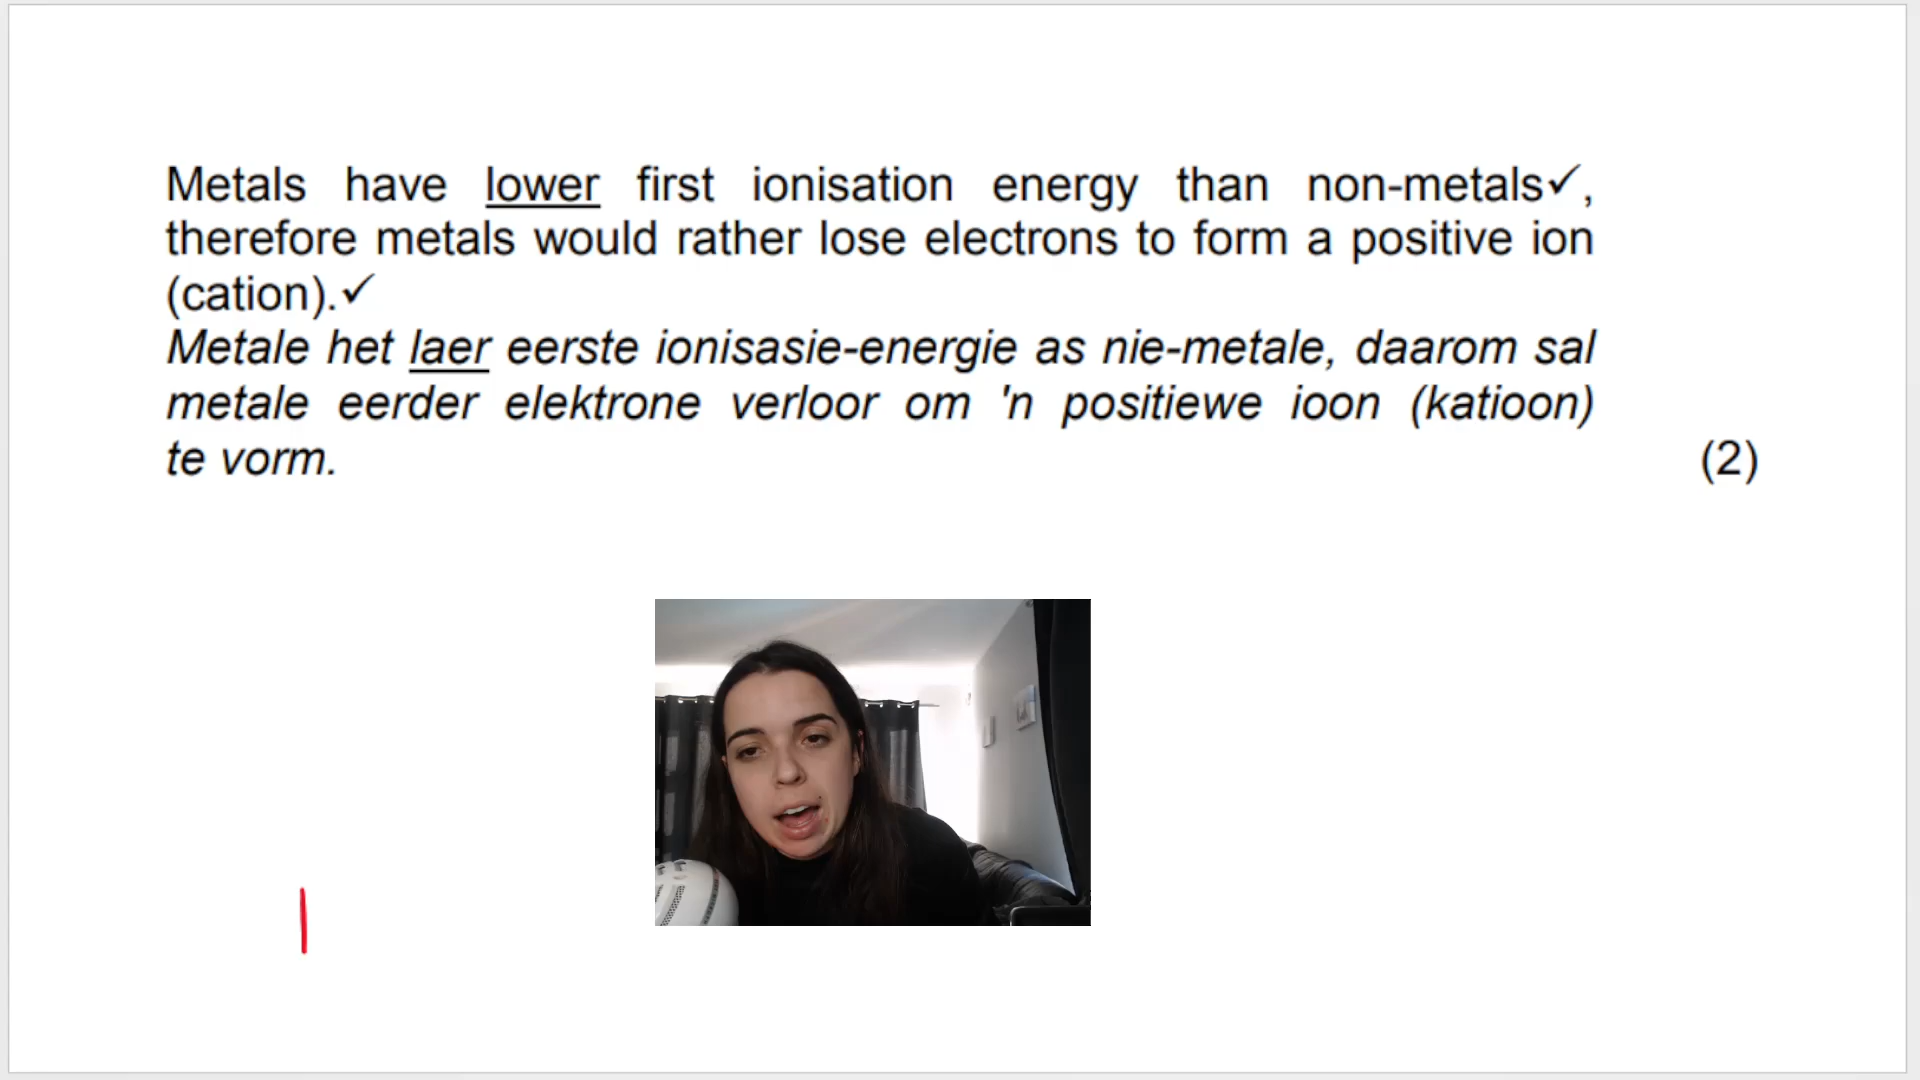 Metals have lower first ionisation energy than non-metals✓,
therefore metals would rather lose electrons to form a positive ion
(cation).✓
Metale het laer eerste ionisasie-energie as nie-metale, daarom sal
metale eerder elektrone verloor om 'n positiewe ioon (katioon)
te vorm.
(2)